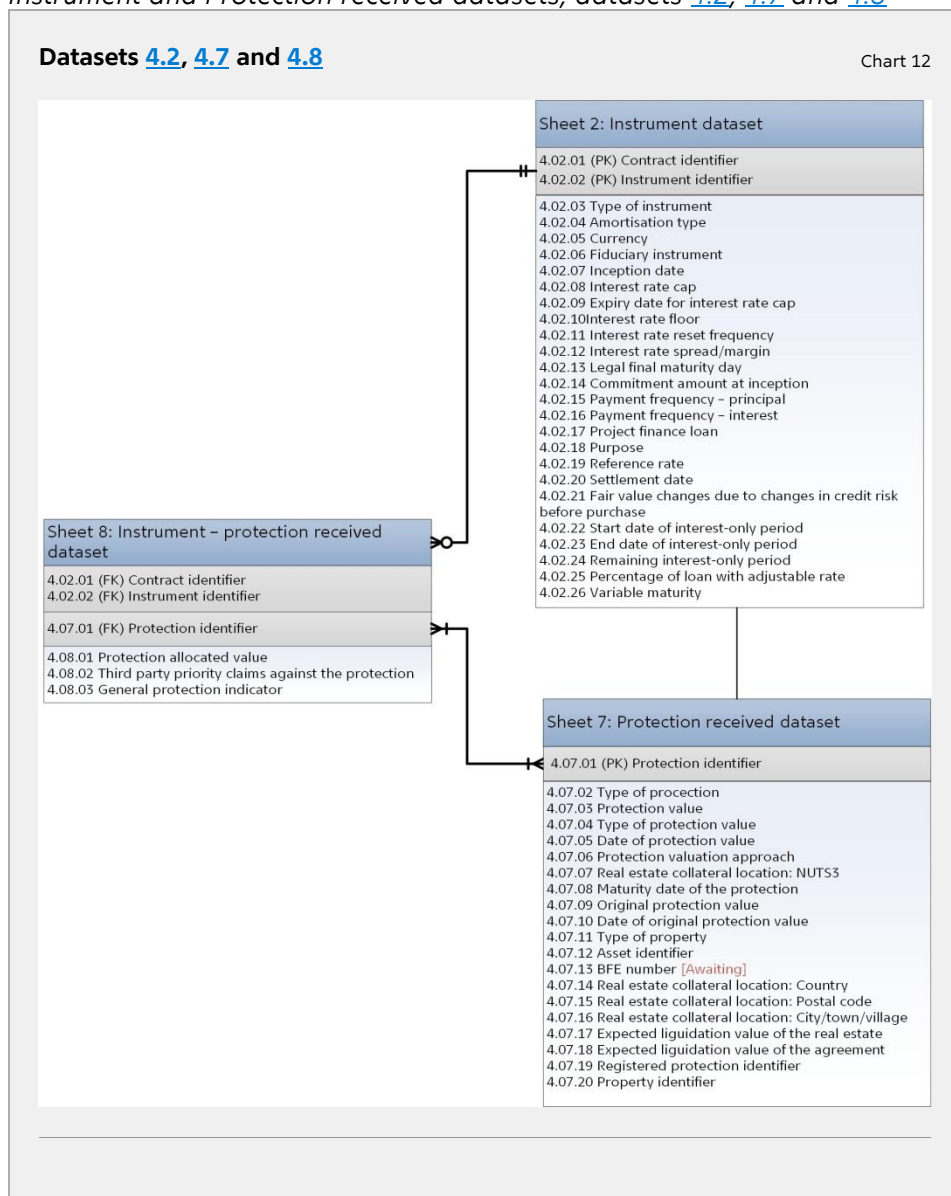 Instrument and Protection received datasets, datasets 4.2, 4.7 and 4.8
Datasets 4.2, 4.7 and 4.8
Chart 12
Sheet 2: Instrument dataset
4.02.01 (PK) Contract identifier
4.02.02 (PK) Instrument identifier
4.02.03 Type of instrument
4.02.04 Amortisation type
4.02.05 Currency
4.02.06 Fiduciary instrument
4.02.07 Inception date
4.02.08 Interest rate cap
4.02.09 Expiry date for interest rate cap
4.02.10Interest rate floor
4.02.11 Interest rate reset frequency
4.02.12 Interest rate spread/margin
4.02.13 Legal final maturity day
4.02.14 Commitment amount at inception
4.02.15 Payment frequency – principal
4.02.16 Payment frequency – interest
4.02.17 Project finance loan
4.02.18 Purpose
4.02.19 Reference rate
4.02.20 Settlement date
4.02.21 Fair value changes due to changes in credit risk
before purchase
4.02.22 Start date of interest-only period
4.02.23 End date of interest-only period
4.02.24 Remaining interest-only period
4.02.25 Percentage of loan with adjustable rate
4.02.26 Variable maturity
Sheet 8: Instrument – protection received
dataset
4.02.01 (FK) Contract identifier
4.02.02 (FK) Instrument identifier
4.07.01 (FK) Protection identifier
4.08.01 Protection allocated value
4.08.02 Third party priority claims against the protection
4.08.03 General protection indicator
Sheet 7: Protection received dataset
4.07.01 (PK) Protection identifier
4.07.02 Type of procection
4.07.03 Protection value
4.07.04 Type of protection value
4.07.05 Date of protection value
4.07.06 Protection valuation approach
4.07.07 Real estate collateral location: NUTS3
4.07.08 Maturity date of the protection
4.07.09 Original protection value
4.07.10 Date of original protection value
4.07.11 Type of property
4.07.12 Asset identifier
4.07.13 BFE number [Awaiting]
4.07.14 Real estate collateral location: Country
4.07.15 Real estate collateral location: Postal code
4.07.16 Real estate collateral location: City/town/village
4.07.17 Expected liguidation value of the real estate
4.07.18 Expected liguidation value of the agreement
4.07.19 Registered protection identifier
4.07.20 Property identifier